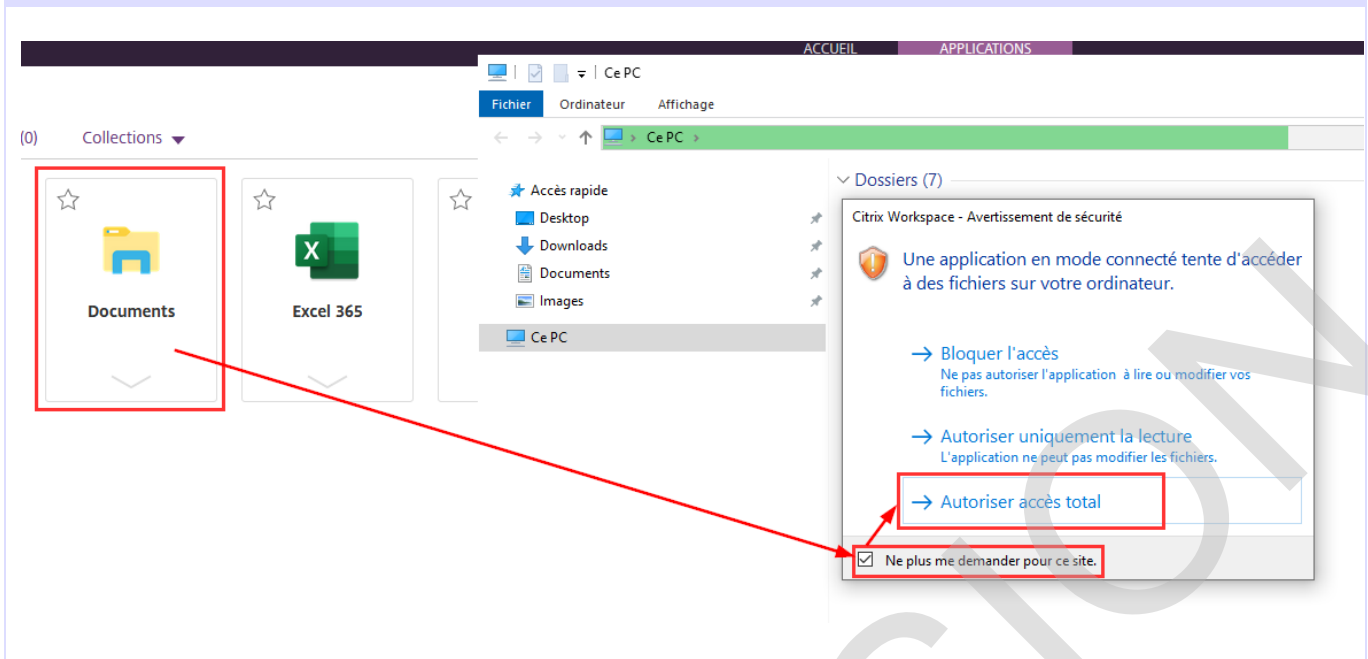 ACCUEIL APPLICATIONS
Ce PC
Fichier Ordinateur Affichage
Ce PC
(0) Collections
Accès rapide
Desktop
Downloads
Documents
Images
Ce PC
Dossiers (7)
Documents
Excel 365
Citrix Workspace - Avertissement de sécurité
Une application en mode connecté tente d'accéder
à des fichiers sur votre ordinateur.
Bloquer l'accès
Ne pas autoriser l'application à lire ou modifier vos
fichiers.
Autoriser uniquement la lecture
L'application ne peut pas modifier les fichiers.
Autoriser accès total
Ne plus me demander pour ce site.